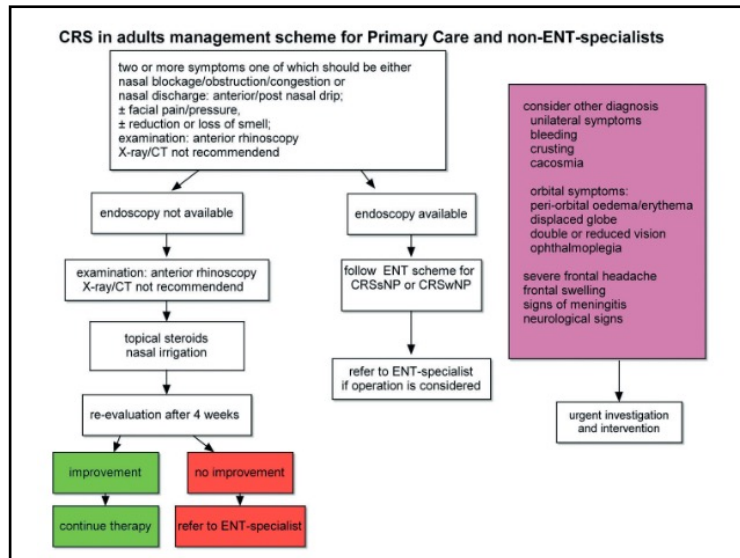 CRS in adults management scheme for Primary Care and non-ENT-specialists
two or more symptoms one of which should be either
nasal blockage/obstruction/congestion or
nasal discharge: anterior/post nasal drip;
± facial pain/pressure,
± reduction or loss of smell;
examination: anterior rhinoscopy
X-ray/CT not recommendend
endoscopy not available
examination: anterior rhinoscopy
X-ray/CT not recommendend
topical steroids
nasal irrigation
re-evaluation after 4 weeks
improvement
continue therapy
no improvement
refer to ENT-specialist
endoscopy available
follow ENT scheme for
CRSsNP or CRSwNP
refer to ENT-specialist
if operation is considered
consider other diagnosis
unilateral symptoms
bleeding
crusting
cacosmia
orbital symptoms:
peri-orbital oedema/erythema
displaced globe
double or reduced vision
ophthalmoplegia
severe frontal headache
frontal swelling
signs of meningitis
neurological signs
urgent investigation
and intervention